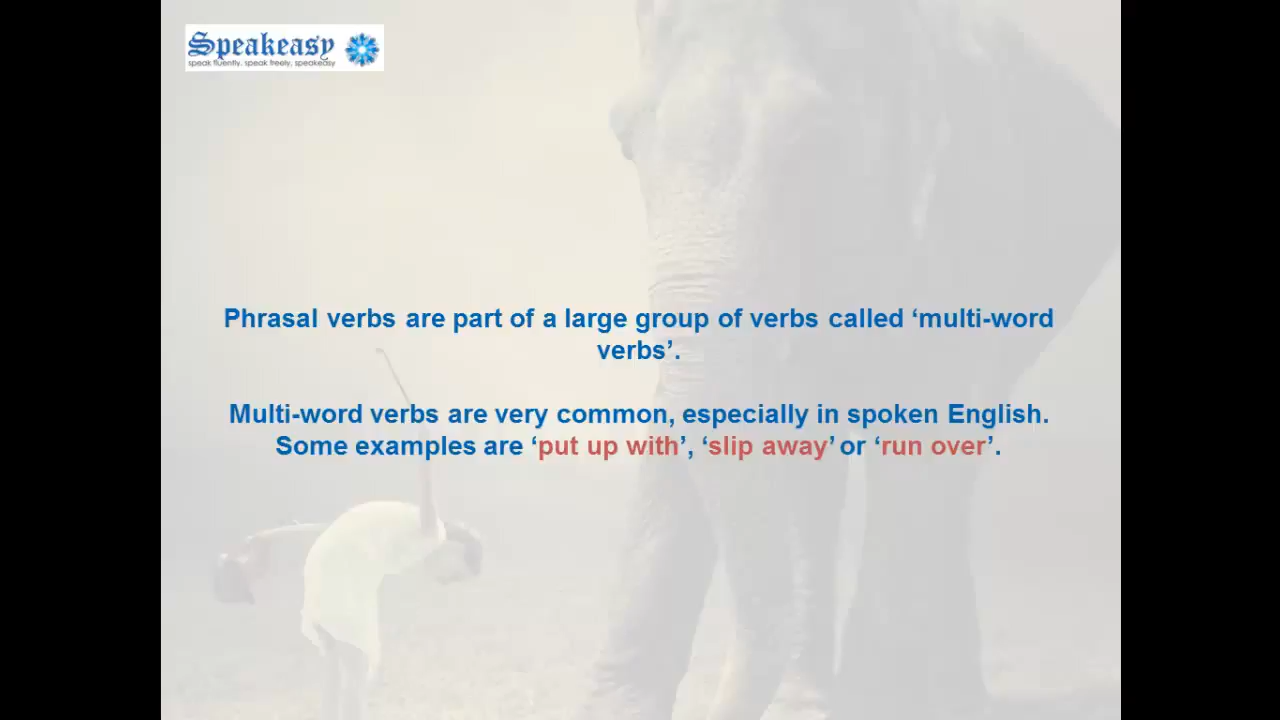 Speakeasy
speak fluently, speak freely, speakeasy
Phrasal verbs are part of a large group of verbs called ‘multi-word
verbs’.
Multi-word verbs are very common, especially in spoken English.
Some examples are ‘put up with’, ‘slip away’ or ‘run over’.